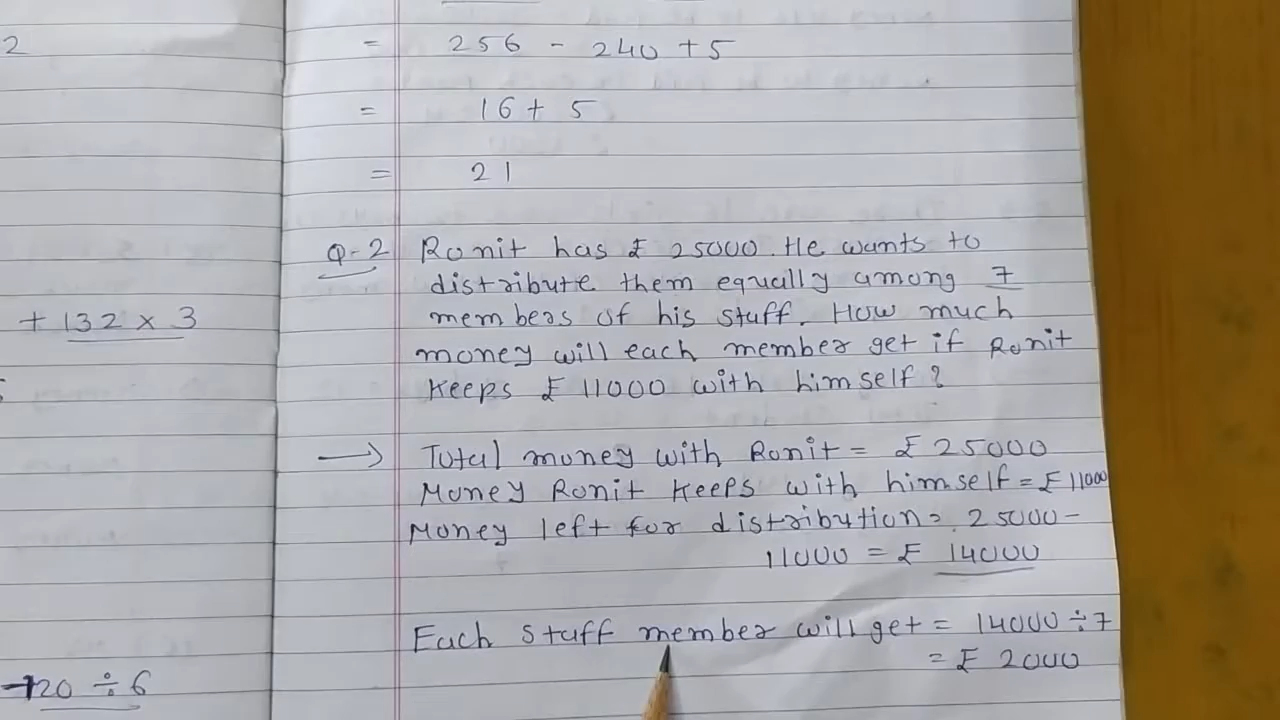 2
+ 132 x 3
-120 ÷ 6
= 256 - 240 + 5
= 16 + 5
= 21
Q-2 Ronit has £ 25000. He wants to
distribute them equally among 7
members of his staff. How much
money will each member get if Ronit
keeps £ 11000 with himself?
→ Total money with Ronit = £ 25000
Money Ronit keeps with himself = £ 11000
Money left for distribution = 25000 -
11000 = £ 14000
Each staff member will get = 14000 ÷ 7
= £ 2000